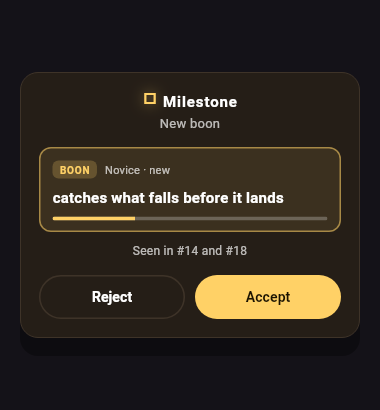 Milestone
New boon
BOON Novice · new
catches what falls before it lands
Seen in #14 and #18
Reject Accept